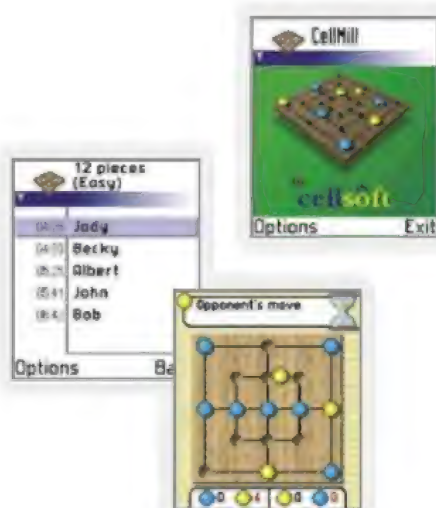 CellMill
cellsoft
Options Exit
12 pieces
(Easy)
Jody
Becky
Albert
John
Bob
Options
Opponent's move